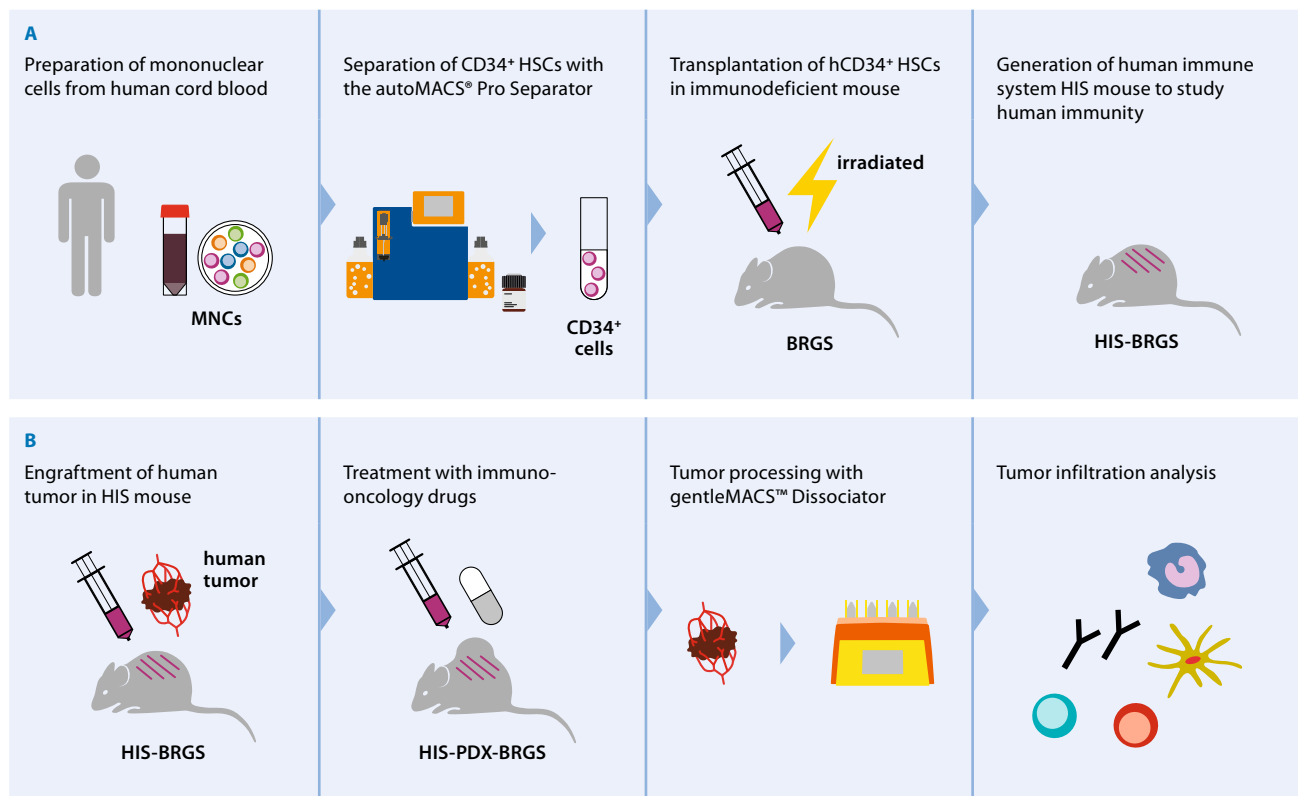 A
Preparation of mononuclear
cells from human cord blood
MNCs
Separation of CD34⁺ HSCs with
the autoMACS® Pro Separator
CD34⁺
cells
Transplantation of hCD34⁺ HSCs
in immunodeficient mouse
irradiated
BRGS
Generation of human immune
system HIS mouse to study
human immunity
HIS-BRGS
B
Engraftment of human
tumor in HIS mouse
human
tumor
HIS-BRGS
Treatment with immuno-
oncology drugs
HIS-PDX-BRGS
Tumor processing with
gentleMACS™ Dissociator
Tumor infiltration analysis